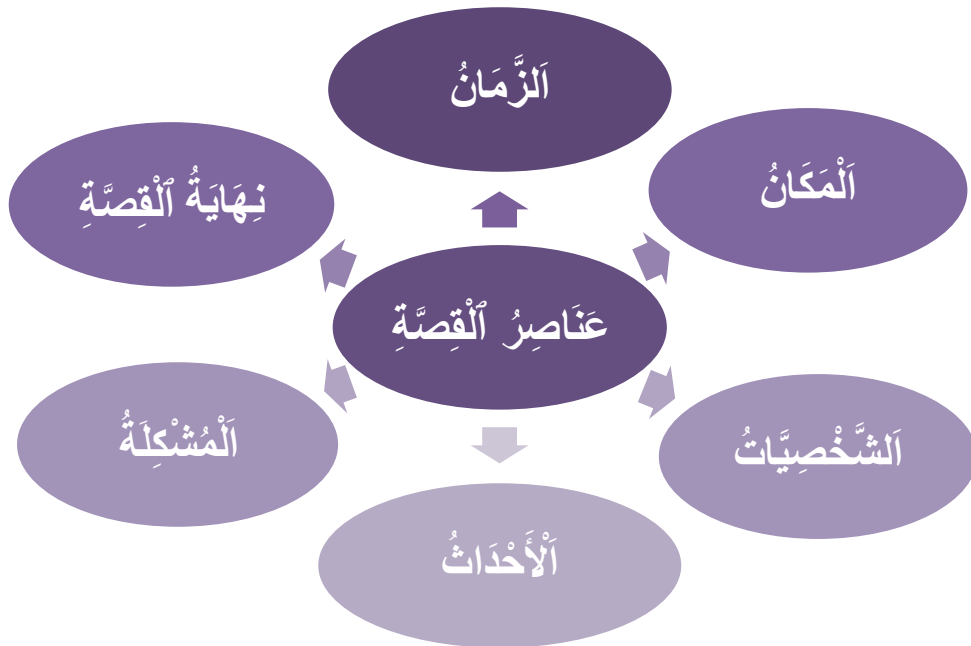 اَلزَّمَانُ
اَلْمَكَانُ
نِهَايَةُ ٱلْقِصَّةِ
عَنَاصِرُ ٱلْقِصَّةِ
اَلشَّخْصِيَّاتُ
اَلْمُشْكِلَةُ
اَلْأَحْدَاثُ